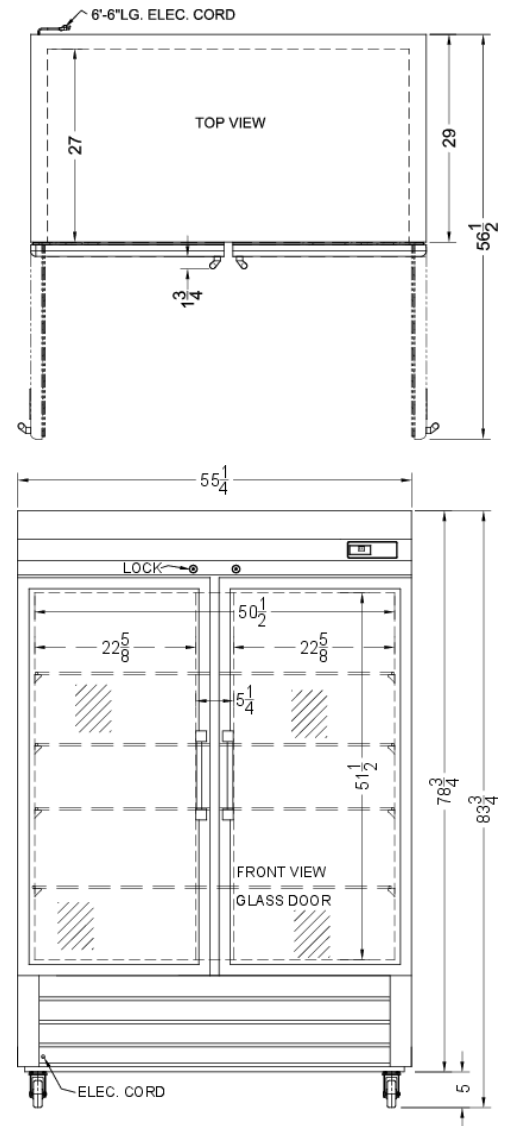 6'-6"LG. ELEC. CORD
TOP VIEW
27
29
56 1/2
1 3/4
55 1/4
LOCK
50 1/2
22 5/8
22 5/8
5 1/4
51 1/2
78 3/4
83 3/4
FRONT VIEW
GLASS DOOR
5
ELEC. CORD